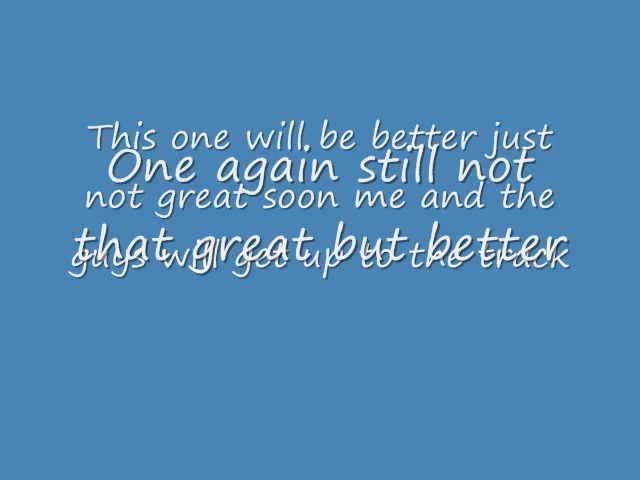 This one will be better just
One again still not
not great soon me and the
that great but better
guys will get up to the track